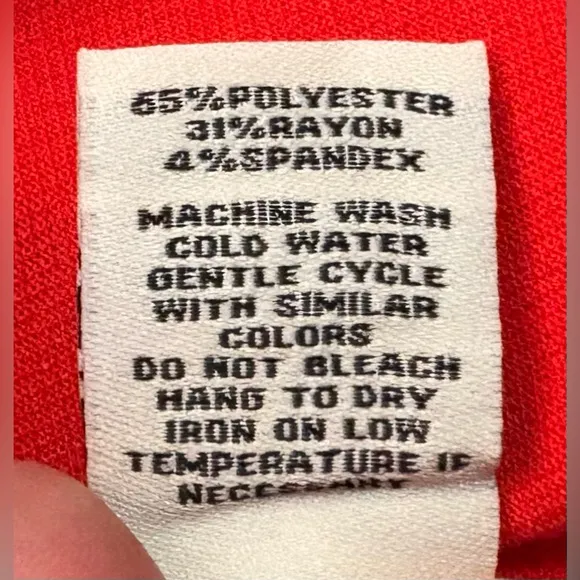 65%POLYESTER
31%RAYON
4%SPANDEX
MACHINE WASH
COLD WATER
GENTLE CYCLE
WITH SIMILAR
COLORS
DO NOT BLEACH
HANG TO DRY
IRON ON LOW
TEMPERATURE IF
NECESSARY